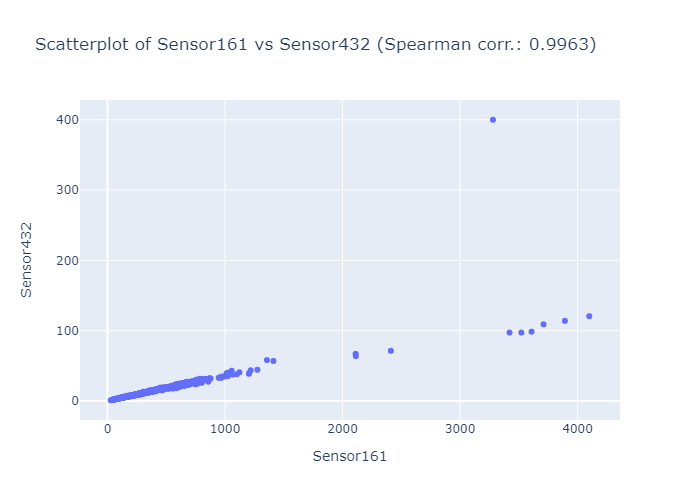 Scatterplot of Sensor161 vs Sensor432 (Spearman corr.: 0.9963)
400
300
200
100
0
Sensor432
0 1000 2000 3000 4000
Sensor161